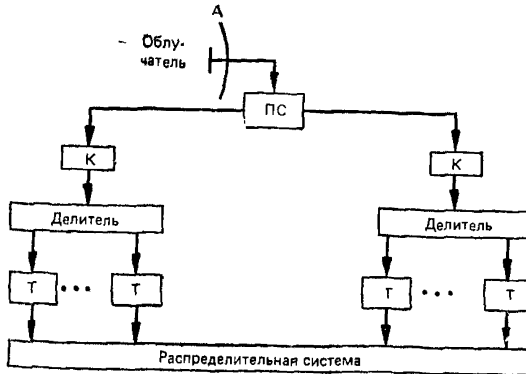 А
Облу-
чатель
ПС
К
К
Делитель
Делитель
Т ... Т
Т ... Т
Распределительная система